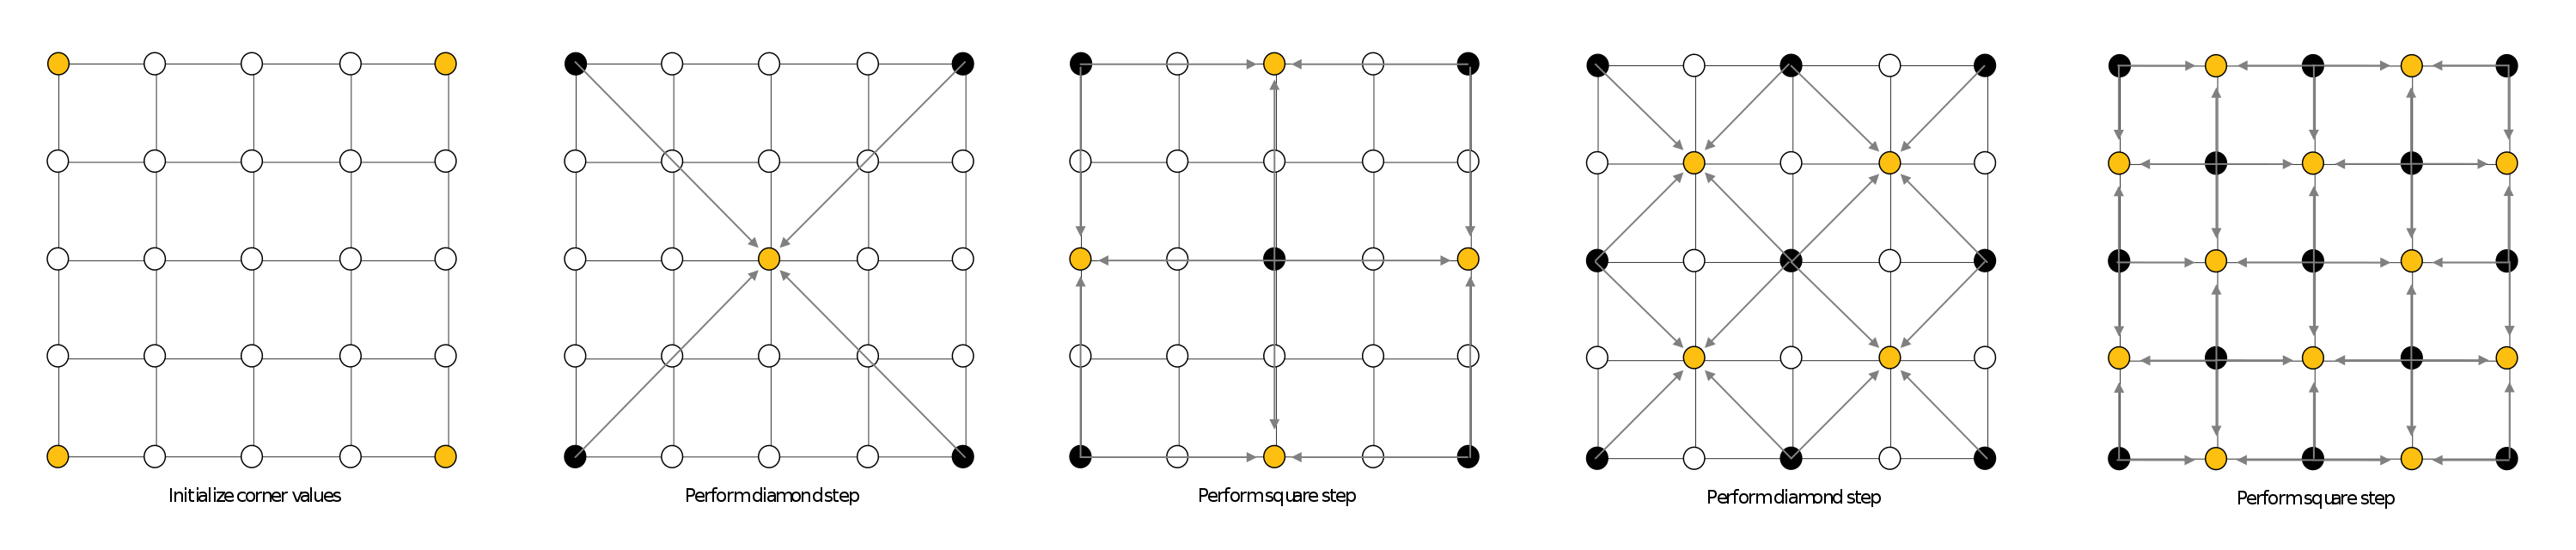 Initialize corner values
Perform diamond step
Perform square step
Perform diamond step
Perform square step